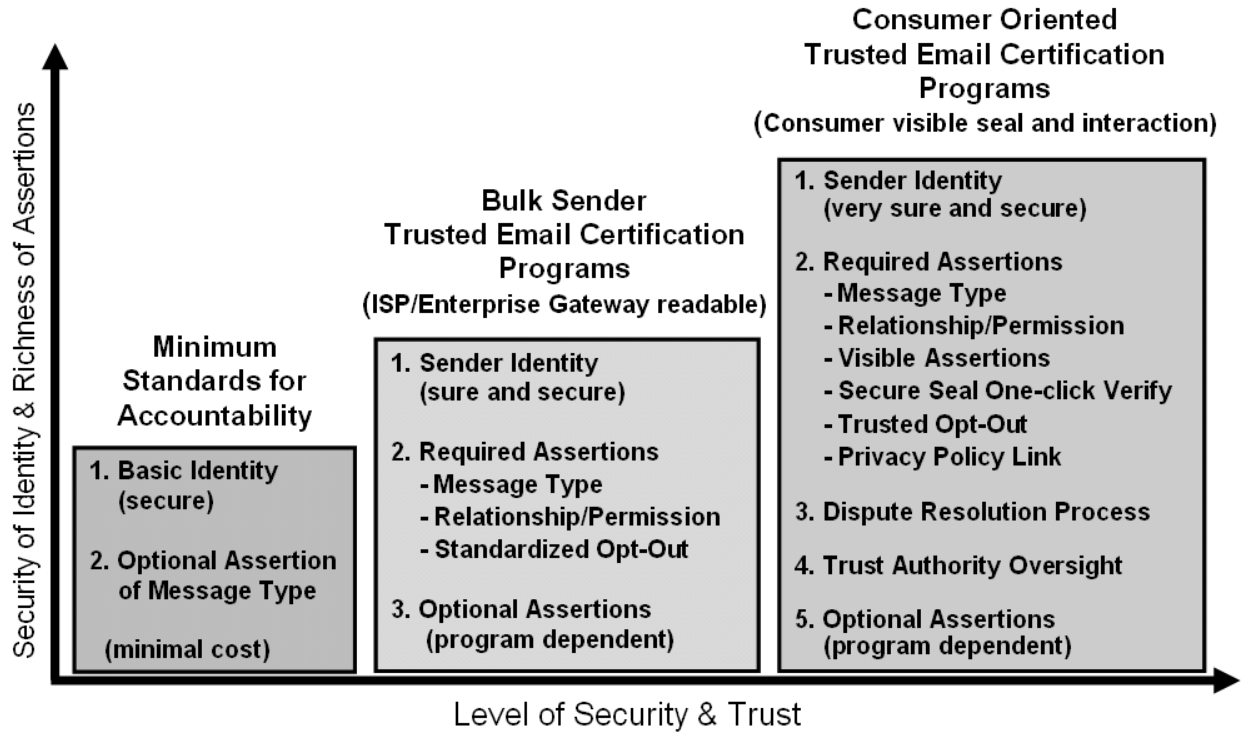 Security of Identity & Richness of Assertions
Minimum
Standards for
Accountability
1. Basic Identity
(secure)
2. Optional Assertion
of Message Type
(minimal cost)
Bulk Sender
Trusted Email Certification
Programs
(ISP/Enterprise Gateway readable)
1. Sender Identity
(sure and secure)
2. Required Assertions
- Message Type
- Relationship/Permission
- Standardized Opt-Out
3. Optional Assertions
(program dependent)
Consumer Oriented
Trusted Email Certification
Programs
(Consumer visible seal and interaction)
1. Sender Identity
(very sure and secure)
2. Required Assertions
- Message Type
- Relationship/Permission
- Visible Assertions
- Secure Seal One-click Verify
- Trusted Opt-Out
- Privacy Policy Link
3. Dispute Resolution Process
4. Trust Authority Oversight
5. Optional Assertions
(program dependent)
Level of Security & Trust